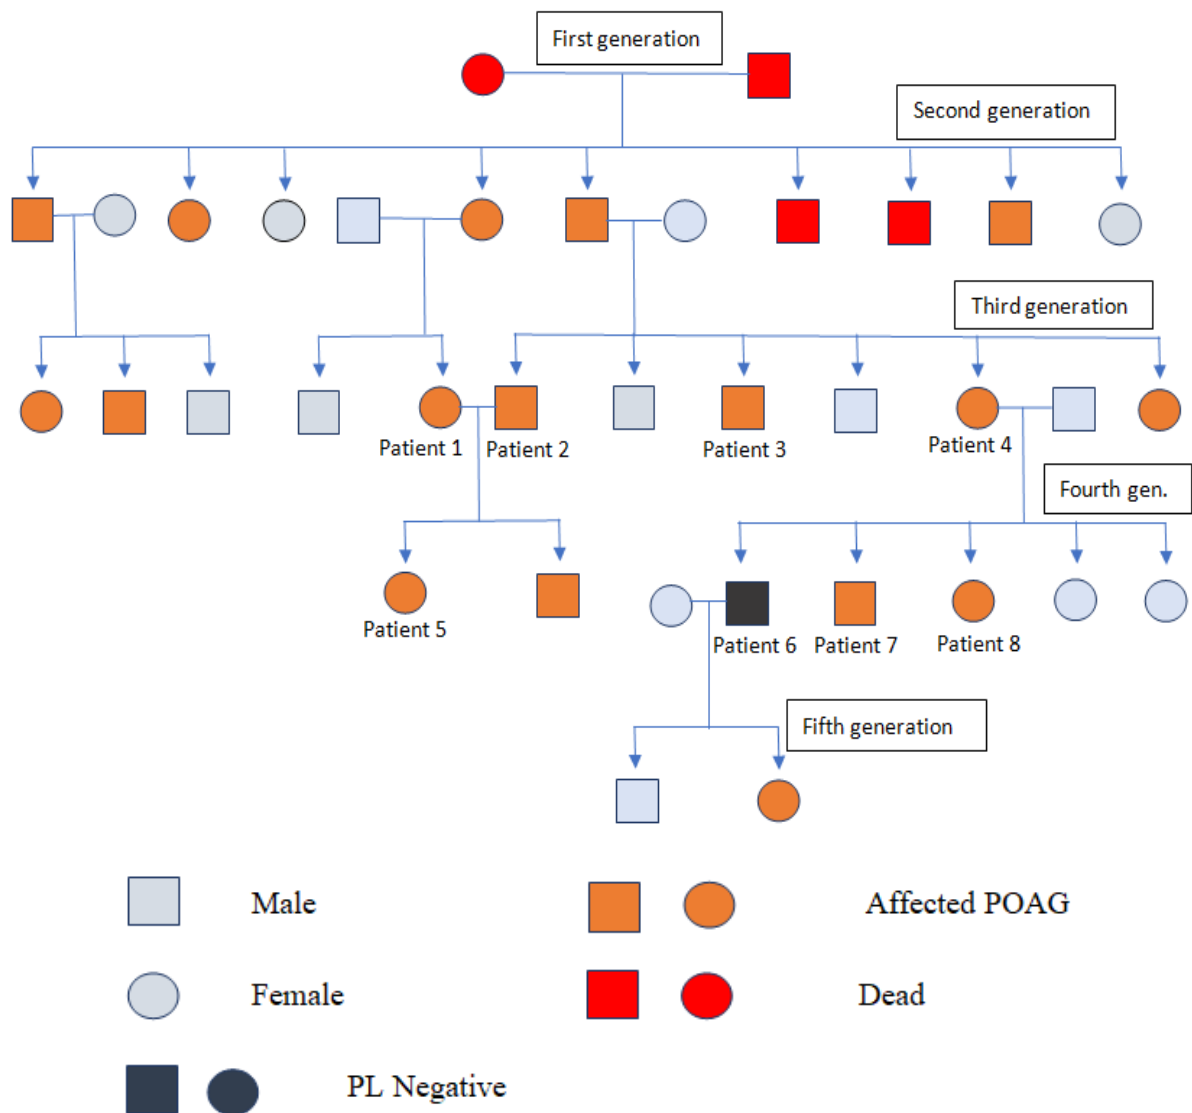 First generation
Second generation
Third generation
Patient 1
Patient 2
Patient 3
Patient 4
Fourth gen.
Patient 5
Patient 6
Patient 7
Patient 8
Fifth generation
Male
Affected POAG
Female
Dead
PL Negative